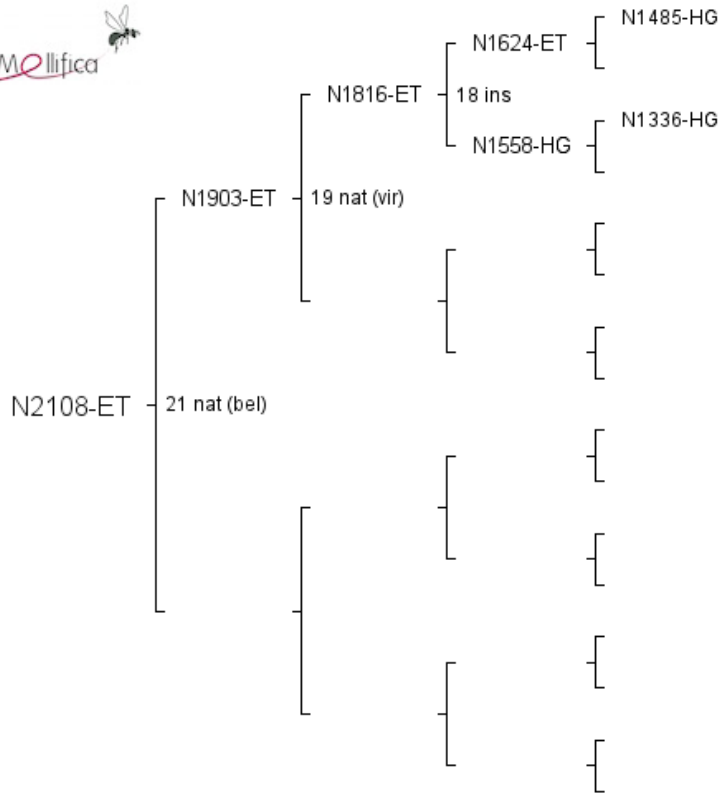 Mellifica
N1485-HG
N1624-ET
N1816-ET
18 ins
N1336-HG
N1558-HG
N1903-ET
19 nat (vir)
N2108-ET
21 nat (bel)